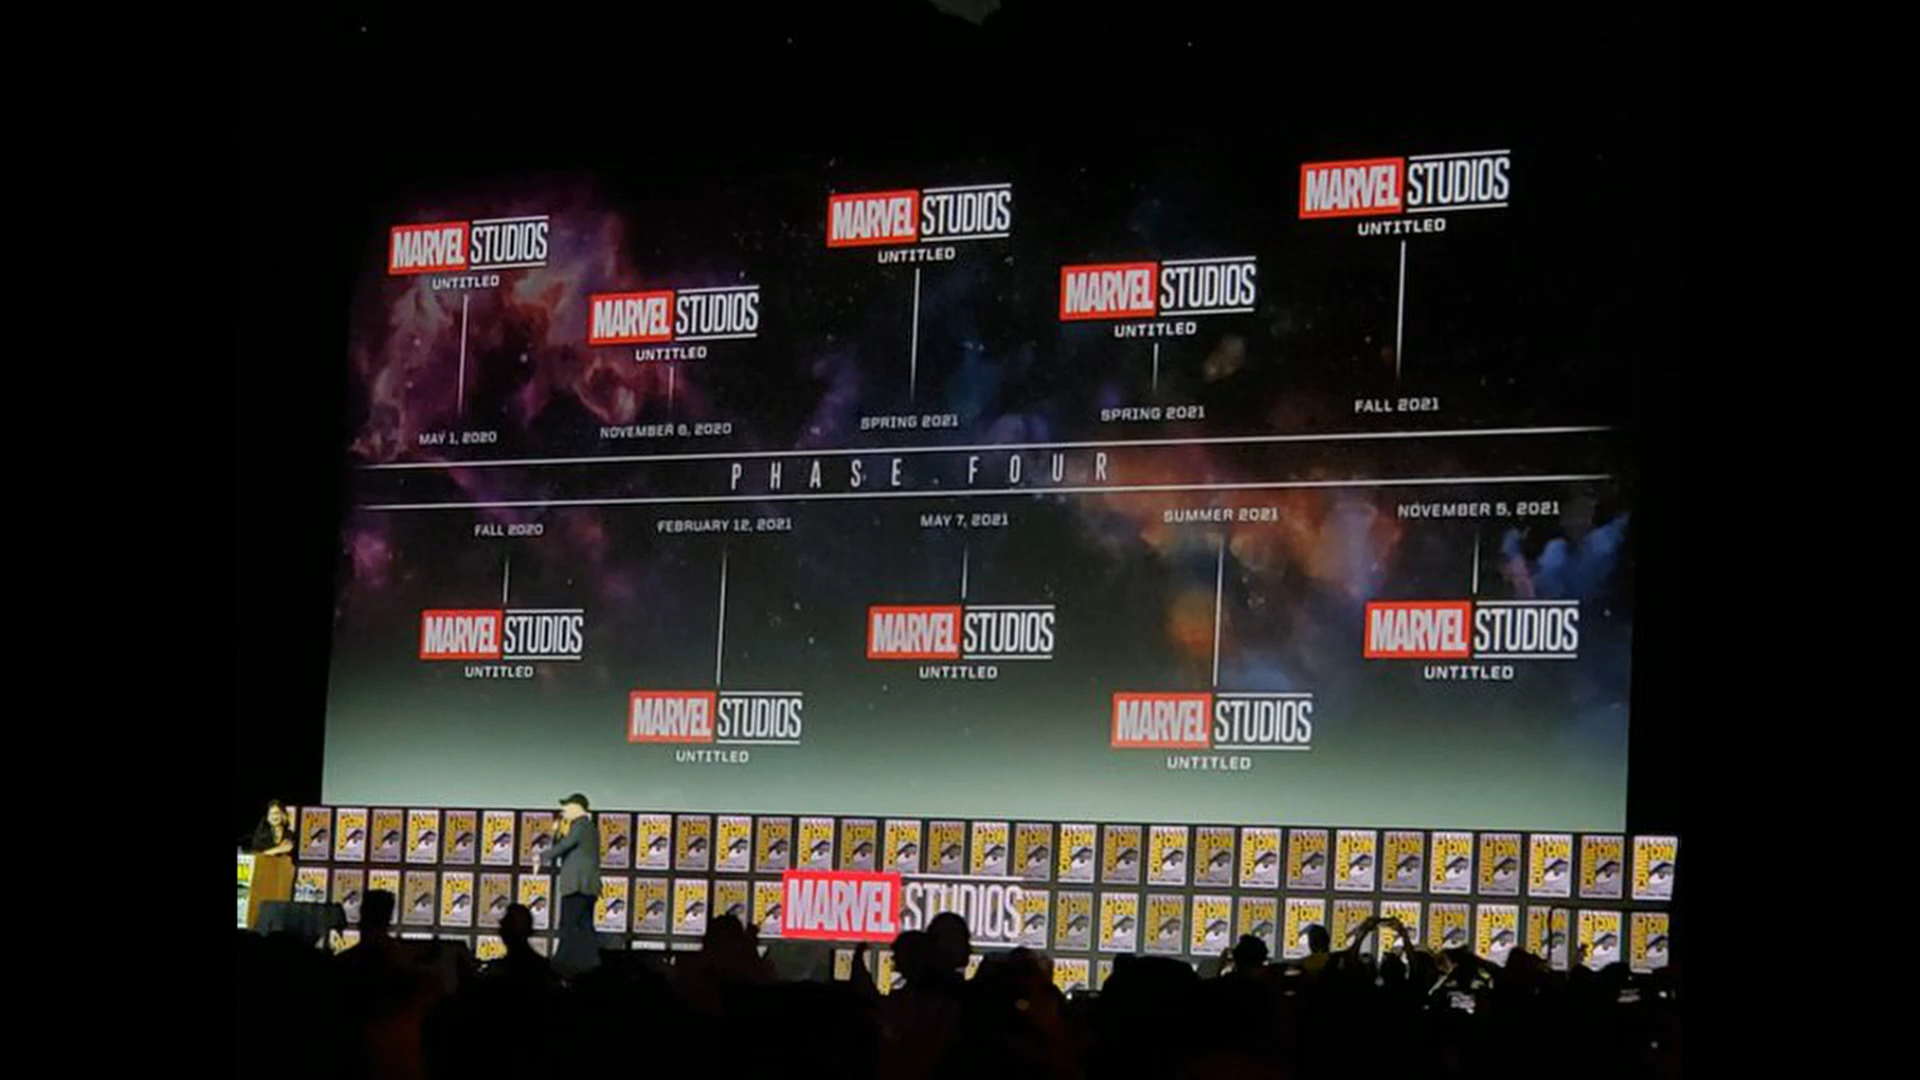 MARVEL STUDIOS
UNTITLED
MAY 1, 2020
MARVEL STUDIOS
UNTITLED
NOVEMBER 6, 2020
MARVEL STUDIOS
UNTITLED
SPRING 2021
MARVEL STUDIOS
UNTITLED
SPRING 2021
MARVEL STUDIOS
UNTITLED
FALL 2021
PHASE FOUR
FALL 2020
MARVEL STUDIOS
UNTITLED
FEBRUARY 12, 2021
MARVEL STUDIOS
UNTITLED
MAY 7, 2021
MARVEL STUDIOS
UNTITLED
SUMMER 2021
MARVEL STUDIOS
UNTITLED
NOVEMBER 5, 2021
MARVEL STUDIOS
UNTITLED
MARVEL STUDIOS
COMIC CON